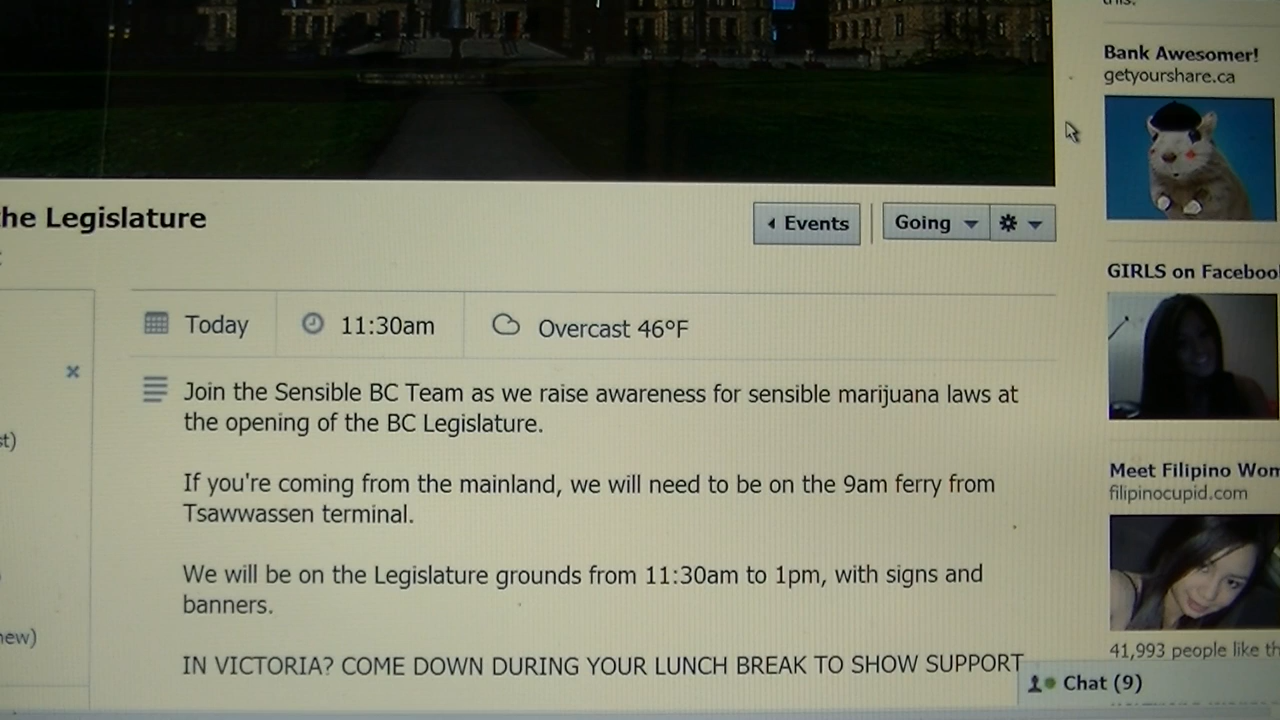 this.
Bank Awesomer!
getyourshare.ca
the Legislature
Events
Going
GIRLS on Faceboo
Today
11:30am
Overcast 46°F
Join the Sensible BC Team as we raise awareness for sensible marijuana laws at
the opening of the BC Legislature.
If you're coming from the mainland, we will need to be on the 9am ferry from
Tsawwassen terminal.
We will be on the Legislature grounds from 11:30am to 1pm, with signs and
banners.
IN VICTORIA? COME DOWN DURING YOUR LUNCH BREAK TO SHOW SUPPORT
Meet Filipino Wom
filipinocupid.com
41,993 people like th
Chat (9)